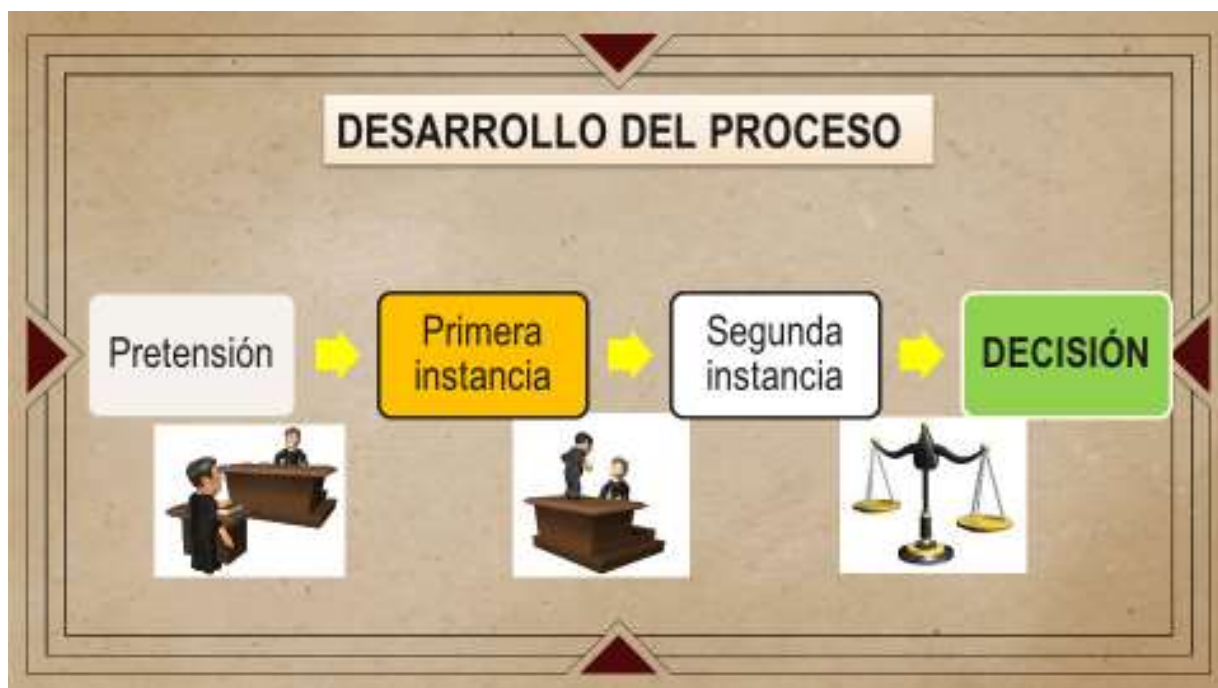 DESARROLLO DEL PROCESO
Pretensión
Primera
instancia
Segunda
instancia
DECISIÓN